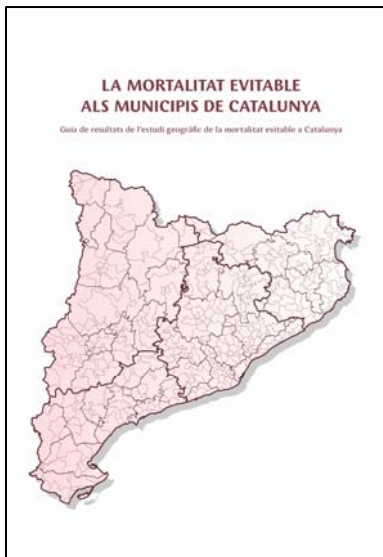 LA MORTALITAT EVITABLE
ALS MUNICIPIS DE CATALUNYA
Guia de resultats de l'estudi geogràfic de la mortalitat evitable a Catalunya